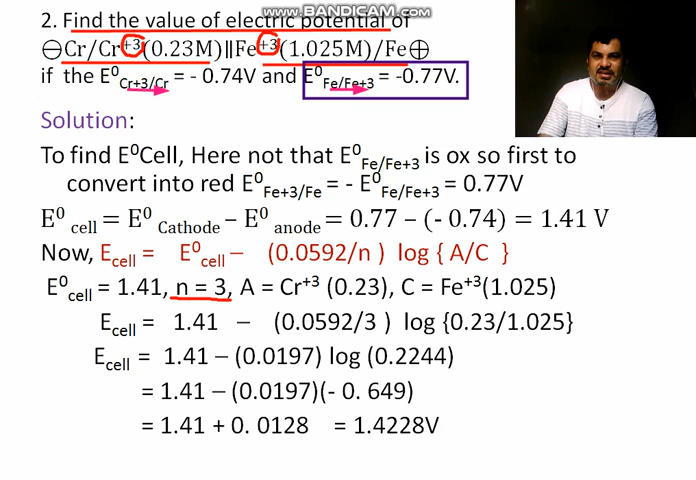 WWW.BANDICAM.COM
2. Find the value of electric potential of
⊖Cr/Cr⁺³(0.23M)‖Fe⁺³(1.025M)/Fe⊕
if the E⁰Cr+3/Cr = - 0.74V and E⁰Fe/Fe+3 = -0.77V.
Solution:
To find E⁰Cell, Here not that E⁰Fe/Fe+3 is ox so first to
convert into red E⁰Fe+3/Fe = - E⁰Fe/Fe+3 = 0.77V
E⁰ cell = E⁰ Cathode – E⁰ anode = 0.77 – (- 0.74) = 1.41 V
Now, Ecell = E⁰cell – (0.0592/n ) log { A/C }
E⁰cell = 1.41, n = 3, A = Cr⁺³ (0.23), C = Fe⁺³(1.025)
Ecell = 1.41 – (0.0592/3 ) log {0.23/1.025}
Ecell = 1.41 – (0.0197) log (0.2244)
= 1.41 – (0.0197)(- 0. 649)
= 1.41 + 0. 0128 = 1.4228V